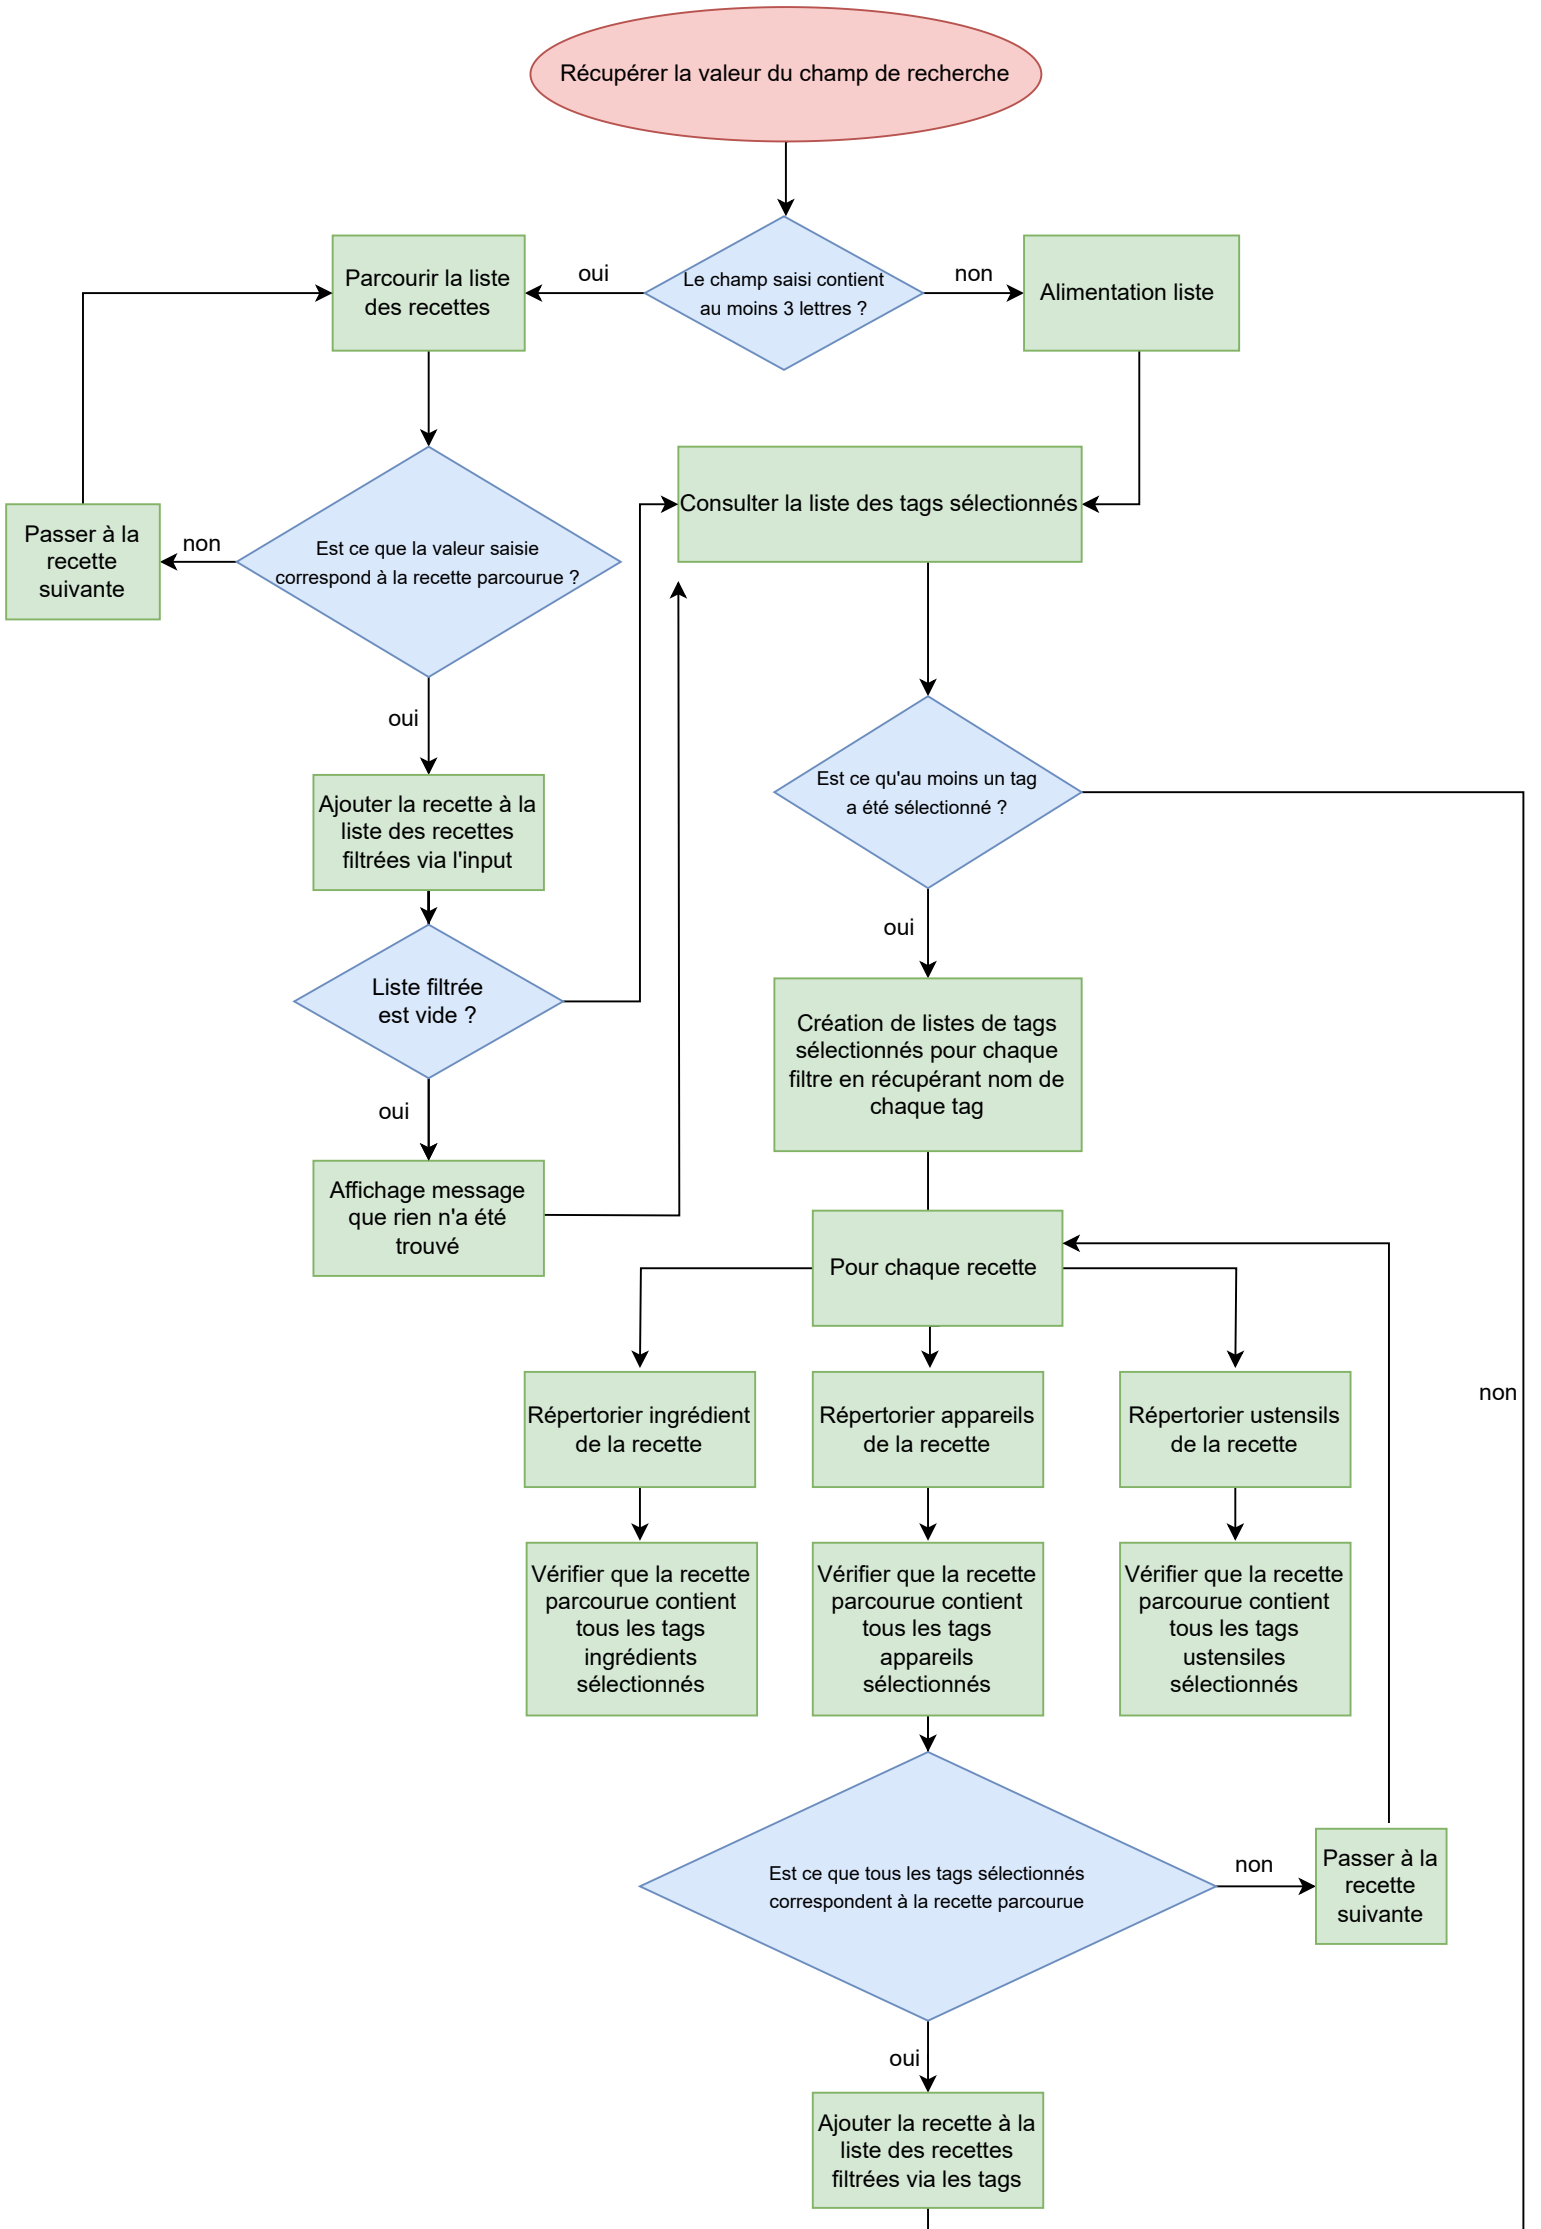 Récupérer la valeur du champ de recherche
Parcourir la liste
des recettes
oui
Le champ saisi contient
au moins 3 lettres ?
non
Alimentation liste
Consulter la liste des tags sélectionnés
Passer à la
recette
suivante
non
Est ce que la valeur saisie
correspond à la recette parcourue ?
oui
Est ce qu'au moins un tag
a été sélectionné ?
Ajouter la recette à la
liste des recettes
filtrées via l'input
oui
Liste filtrée
est vide ?
Création de listes de tags
sélectionnés pour chaque
filtre en récupérant nom de
chaque tag
oui
Affichage message
que rien n'a été
trouvé
Pour chaque recette
non
Répertorier ingrédient
de la recette
Répertorier appareils
de la recette
Répertorier ustensils
de la recette
Vérifier que la recette
parcourue contient
tous les tags
ingrédients
sélectionnés
Vérifier que la recette
parcourue contient
tous les tags
appareils
sélectionnés
Vérifier que la recette
parcourue contient
tous les tags
ustensiles
sélectionnés
Est ce que tous les tags sélectionnés
correspondent à la recette parcourue
non
Passer à la
recette
suivante
oui
Ajouter la recette à la
liste des recettes
filtrées via les tags